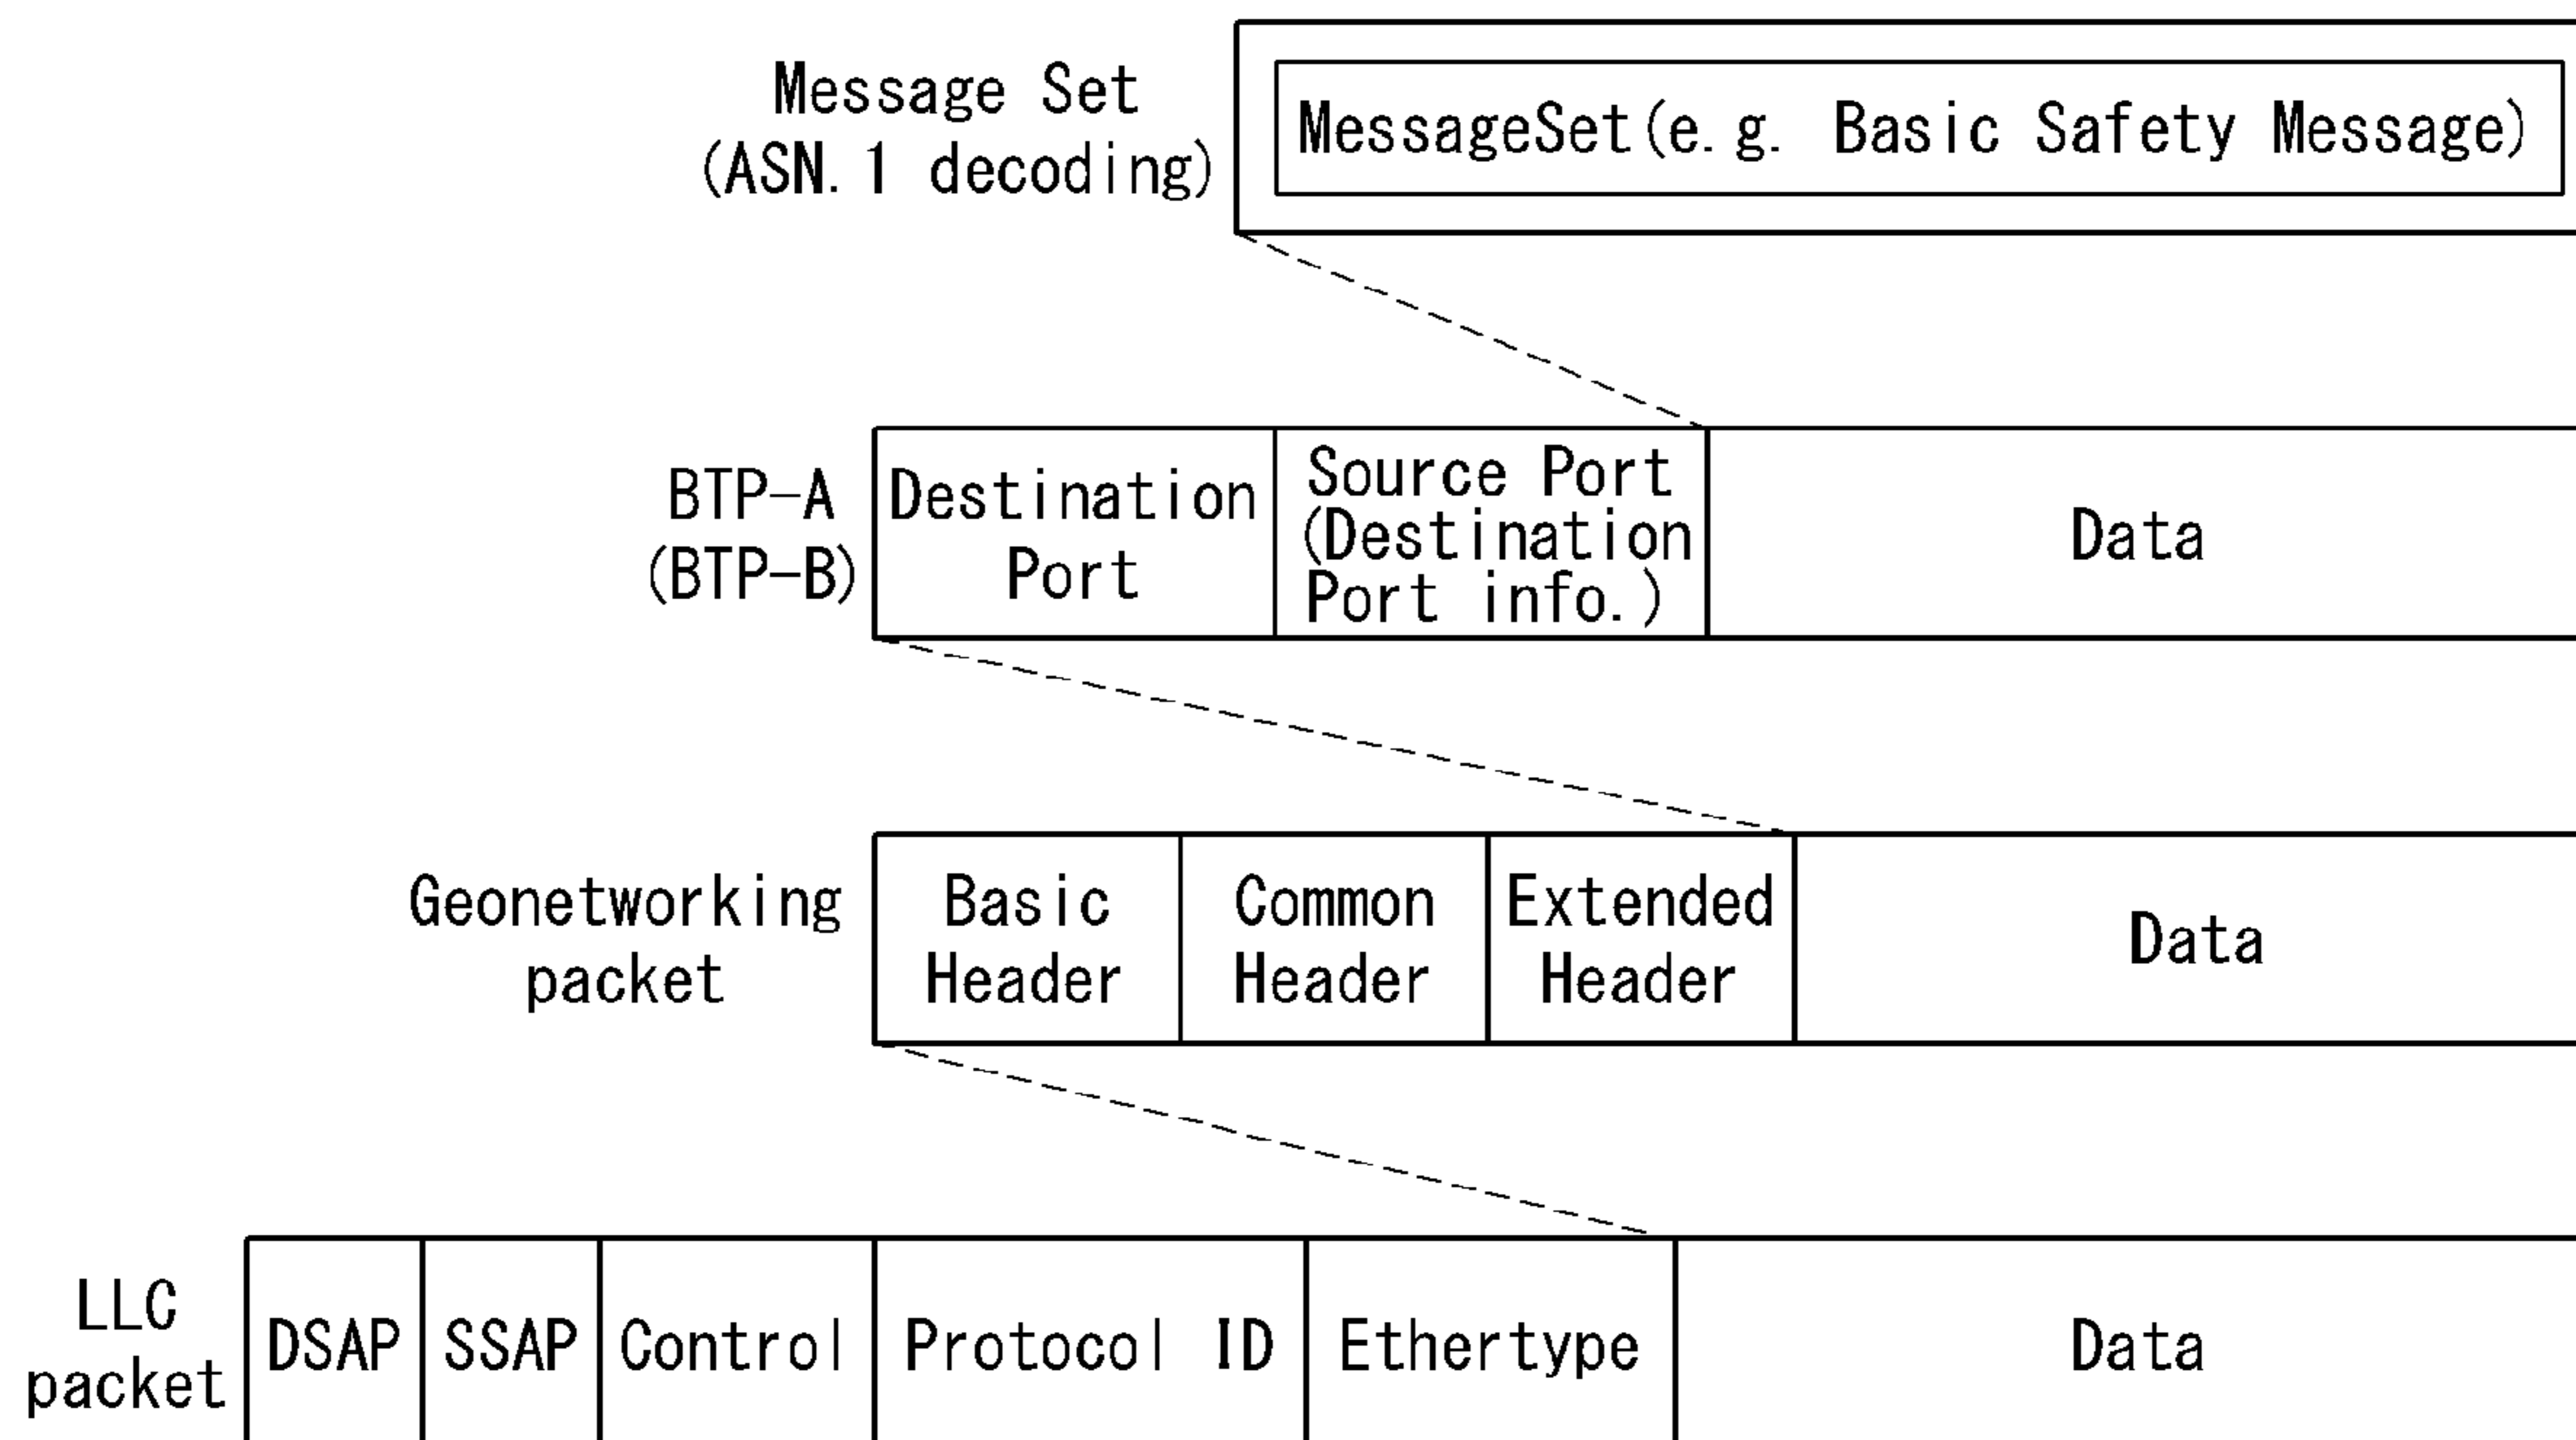 Message Set
(ASN.1 decoding)
MessageSet(e.g. Basic Safety Message)
BTP-A
(BTP-B)
Destination
Port
Source Port
(Destination
Port info.)
Data
Geonetworking
packet
Basic
Header
Common
Header
Extended
Header
Data
LLC
packet
DSAP
SSAP
Control
Protocol ID
Ethertype
Data